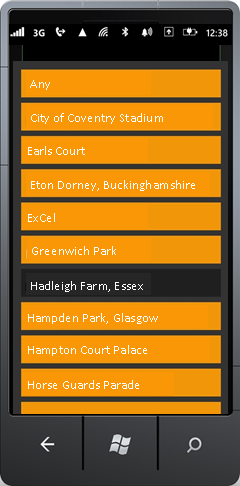 3G 12:38
Any
City of Coventry Stadium
Earls Court
Eton Dorney, Buckinghamshire
ExCel
Greenwich Park
Hadleigh Farm, Essex
Hampden Park, Glasgow
Hampton Court Palace
Horse Guards Parade